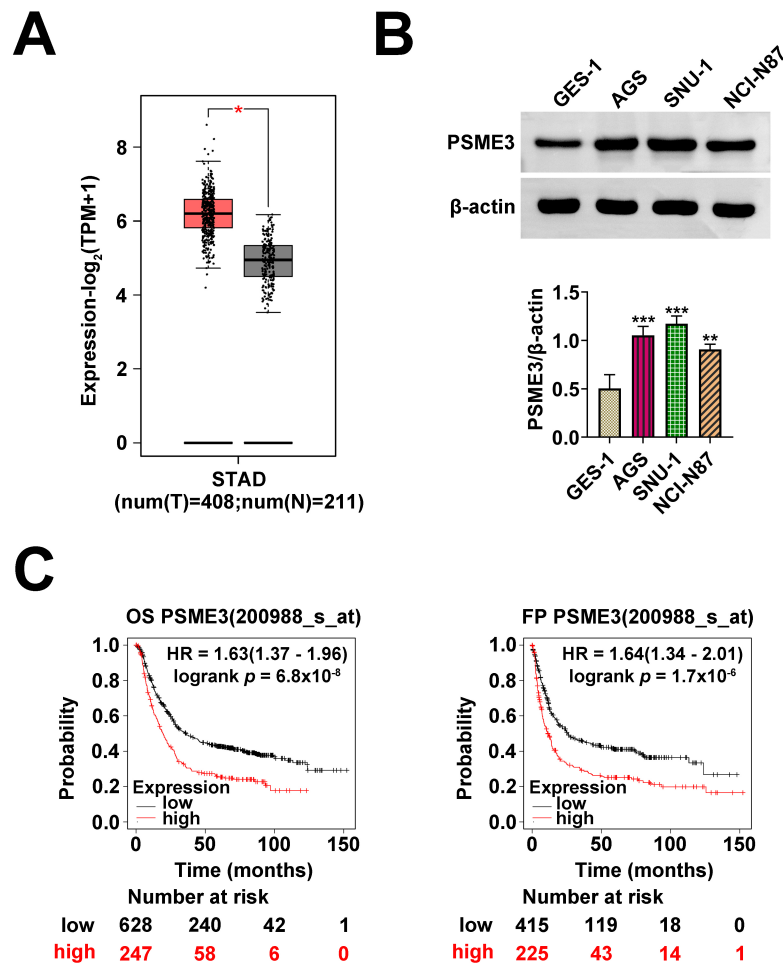 A
Expression-log2(TPM+1)
8
6
4
2
0
*
STAD
(num(T)=408;num(N)=211)
B
GES-1
AGS
SNU-1
NCI-N87
PSME3
β-actin
PSME3/β-actin
1.5
1.0
0.5
0.0
***
***
**
GES-1
AGS
SNU-1
NCI-N87
C
OS PSME3(200988_s_at)
HR = 1.63(1.37 - 1.96)
logrank p = 6.8x10-8
Probability
1.0
0.8
0.6
0.4
0.2
0.0
Expression
low
high
0 50 100 150
Time (months)
Number at risk
low 628 240 42 1
high 247 58 6 0
FP PSME3(200988_s_at)
HR = 1.64(1.34 - 2.01)
logrank p = 1.7x10-6
Probability
1.0
0.8
0.6
0.4
0.2
0.0
Expression
low
high
0 50 100 150
Time (months)
Number at risk
low 415 119 18 0
high 225 43 14 1